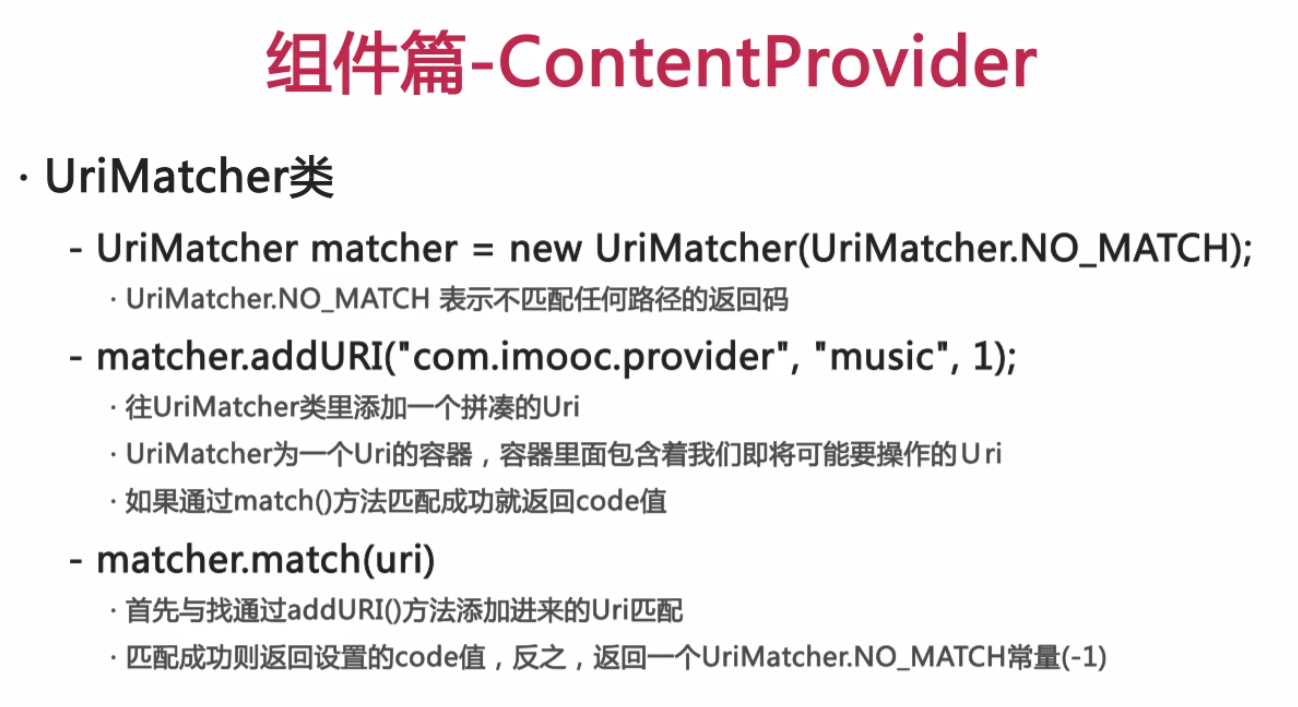 组件篇-ContentProvider
· UriMatcher类
- UriMatcher matcher = new UriMatcher(UriMatcher.NO_MATCH);
· UriMatcher.NO_MATCH 表示不匹配任何路径的返回码
- matcher.addURI("com.imooc.provider", "music", 1);
· 往UriMatcher类里添加一个拼凑的Uri
· UriMatcher为一个Uri的容器，容器里面包含着我们即将可能要操作的Ｕri
· 如果通过match()方法匹配成功就返回code值
- matcher.match(uri)
· 首先与找通过addURI()方法添加进来的Uri匹配
· 匹配成功则返回设置的code值，反之，返回一个UriMatcher.NO_MATCH常量(-1)